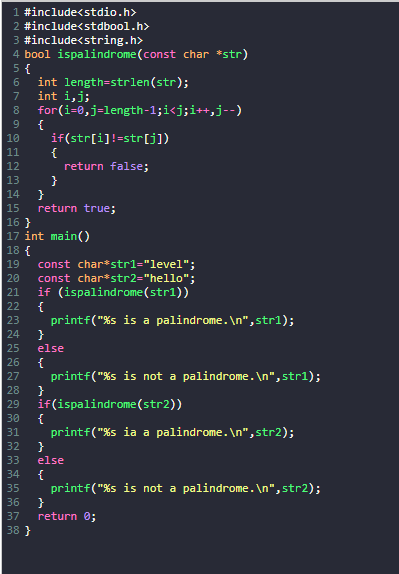 1 #include<stdio.h>
2 #include<stdbool.h>
3 #include<string.h>
4 bool ispalindrome(const char *str)
5 {
6   int length=strlen(str);
7   int i,j;
8   for(i=0,j=length-1;i<j;i++,j--)
9   {
10     if(str[i]!=str[j])
11     {
12       return false;
13     }
14   }
15   return true;
16 }
17 int main()
18 {
19   const char*str1="level";
20   const char*str2="hello";
21   if (ispalindrome(str1))
22   {
23     printf("%s is a palindrome.\n",str1);
24   }
25   else
26   {
27     printf("%s is not a palindrome.\n",str1);
28   }
29   if(ispalindrome(str2))
30   {
31     printf("%s ia a palindrome.\n",str2);
32   }
33   else
34   {
35     printf("%s is not a palindrome.\n",str2);
36   }
37   return 0;
38 }